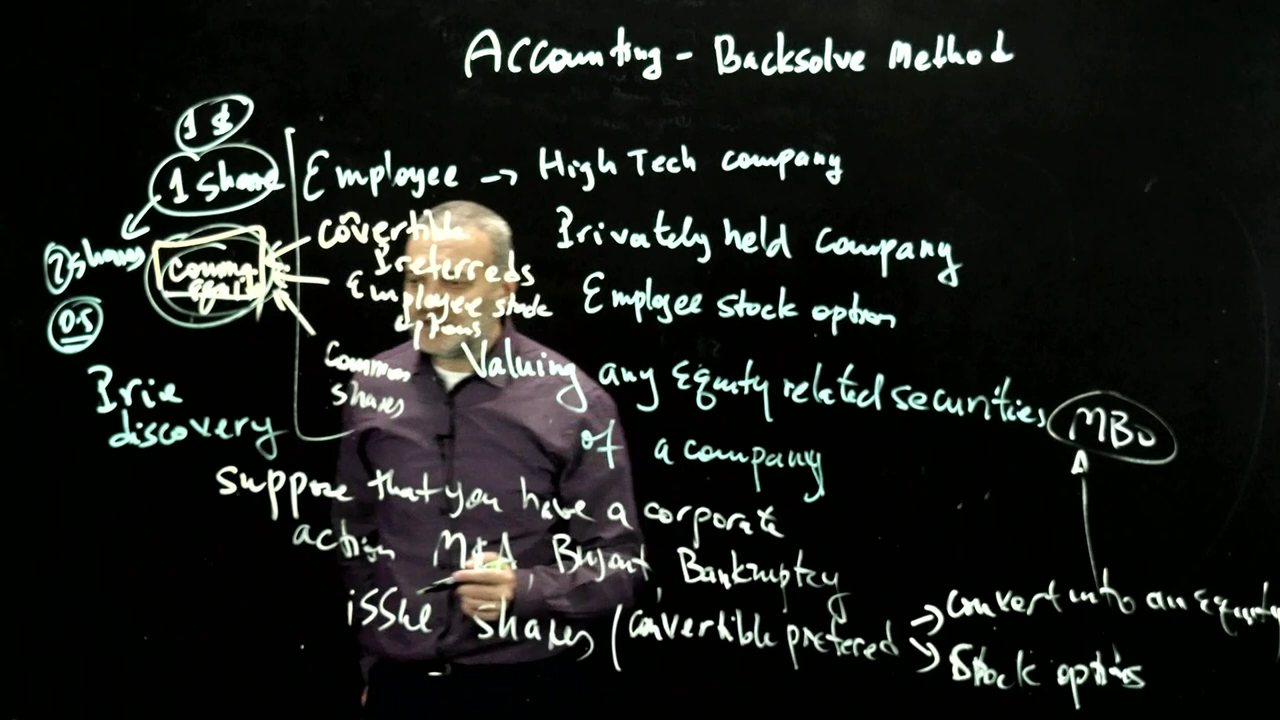 Accounting - Backsolve Method
1 $
1 share
2 shares
0.5
Employee → High Tech company
Covertible
Preferreds
Privately held company
Employee stock
options
Employee stock option
common
shares
Valuing any Equity related securities
of a company
MBO
Price
discovery
suppose that you have a corporate
action M&A, Buyout, Bankruptcy
issue shares (convertible prefered
convert into an equity
Stock options